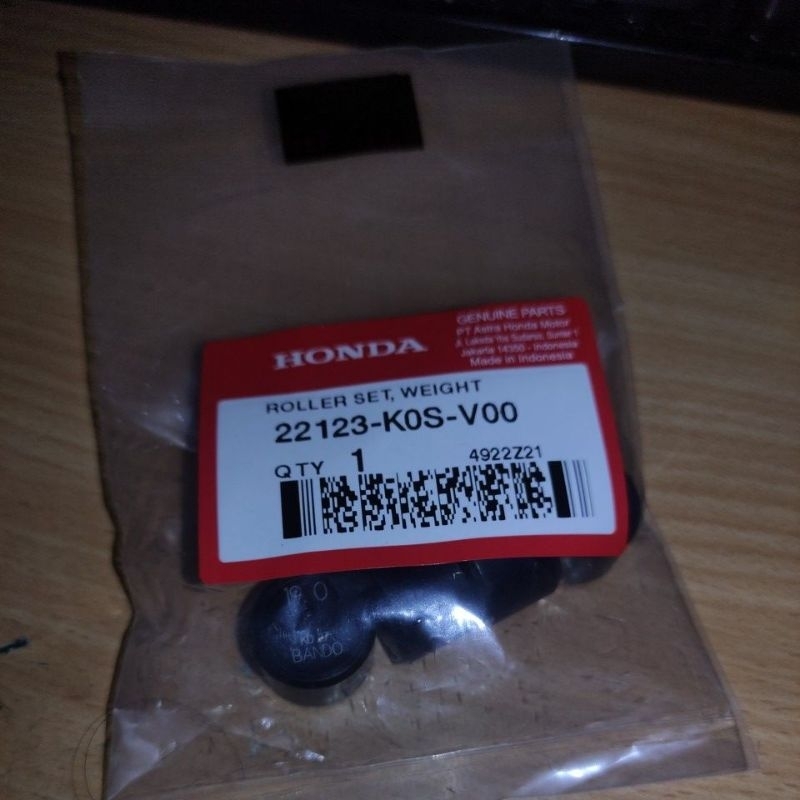 HONDA
GENUINE PARTS
PT Astra Honda Motor
Jakarta 14350 - Indonesia
Made in Indonesia
ROLLER SET, WEIGHT
22123-K0S-V00
QTY 1
4922Z21
BANDO